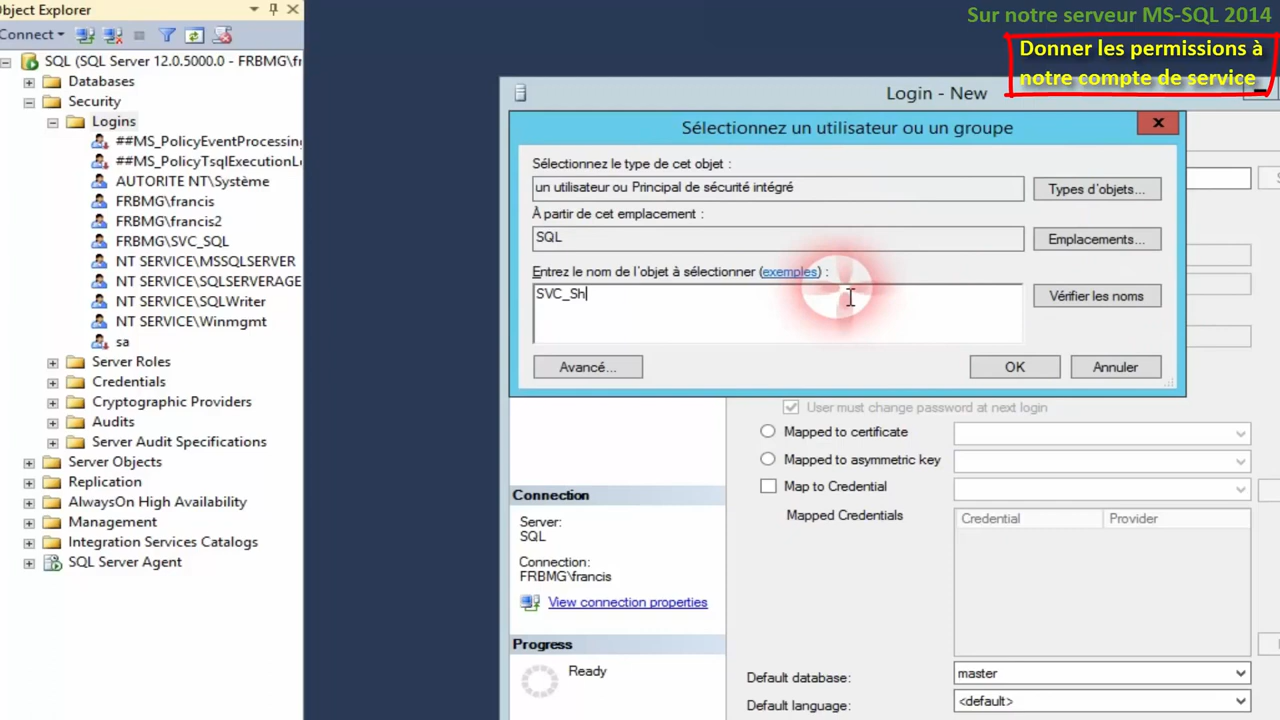 Object Explorer
Connect
SQL (SQL Server 12.0.5000.0 - FRBMG\fr
Databases
Security
Logins
##MS_PolicyEventProcessing
##MS_PolicyTsqlExecutionL
AUTORITE NT\Système
FRBMG\francis
FRBMG\francis2
FRBMG\SVC_SQL
NT SERVICE\MSSQLSERVER
NT SERVICE\SQLSERVERAGE
NT SERVICE\SQLWriter
NT SERVICE\Winmgmt
sa
Server Roles
Credentials
Cryptographic Providers
Audits
Server Audit Specifications
Server Objects
Replication
AlwaysOn High Availability
Management
Integration Services Catalogs
SQL Server Agent
Sur notre serveur MS-SQL 2014
Donner les permissions à
notre compte de service
Login - New
Sélectionnez un utilisateur ou un groupe
Sélectionnez le type de cet objet :
un utilisateur ou Principal de sécurité intégré
Types d'objets...
À partir de cet emplacement :
SQL
Emplacements...
Entrez le nom de l'objet à sélectionner (exemples) :
SVC_Sh
Vérifier les noms
Avancé...
OK
Annuler
User must change password at next login
Mapped to certificate
Mapped to asymmetric key
Map to Credential
Mapped Credentials
Credential
Provider
Connection
Server:
SQL
Connection:
FRBMG\francis
View connection properties
Progress
Ready
Default database:
master
Default language:
<default>